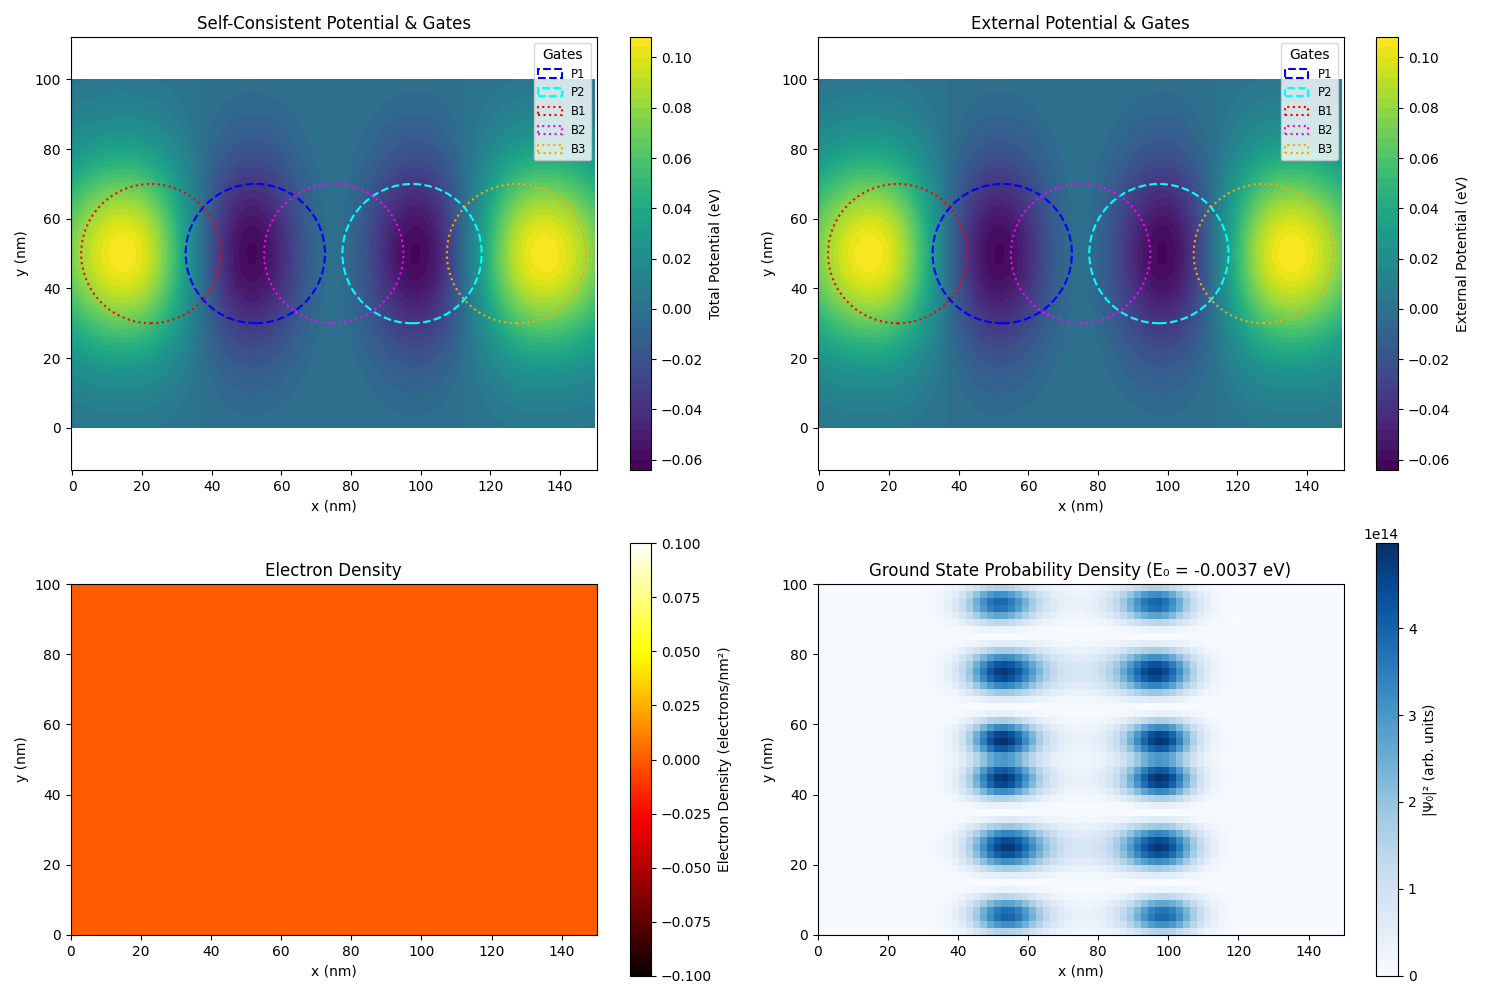 Self-Consistent Potential & Gates
Gates
P1
P2
B1
B2
B3
100
80
60
40
20
0
y (nm)
0 20 40 60 80 100 120 140
x (nm)
0.10
0.08
0.06
0.04
0.02
0.00
−0.02
−0.04
−0.06
Total Potential (eV)
External Potential & Gates
Gates
P1
P2
B1
B2
B3
100
80
60
40
20
0
y (nm)
0 20 40 60 80 100 120 140
x (nm)
0.10
0.08
0.06
0.04
0.02
0.00
−0.02
−0.04
−0.06
External Potential (eV)
Electron Density
100
80
60
40
20
0
y (nm)
0 20 40 60 80 100 120 140
x (nm)
0.100
0.075
0.050
0.025
0.000
−0.025
−0.050
−0.075
−0.100
Electron Density (electrons/nm²)
Ground State Probability Density (E₀ = -0.0037 eV)
100
80
60
40
20
0
y (nm)
0 20 40 60 80 100 120 140
x (nm)
1e14
4
3
2
1
0
|Ψ₀|² (arb. units)